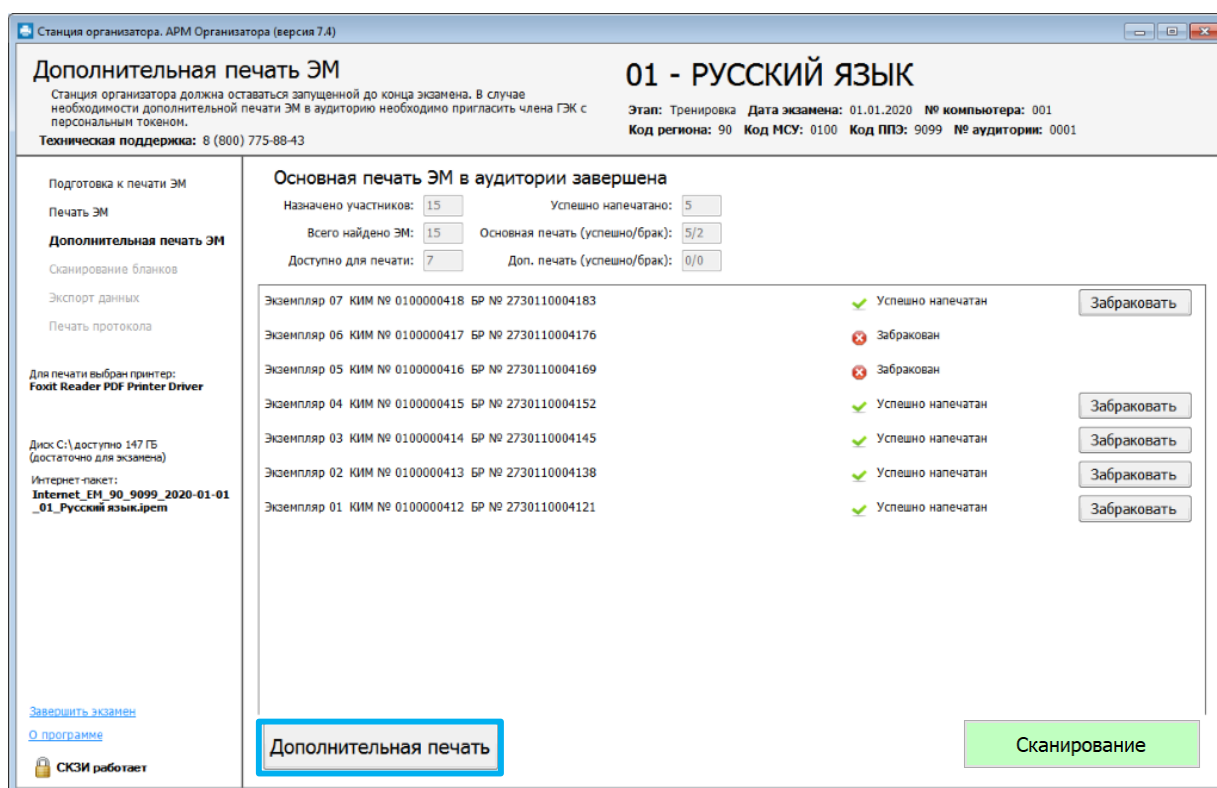 Станция организатора. АРМ Организатора (версия 7.4)
Дополнительная печать ЭМ
Станция организатора должна оставаться запущенной до конца экзамена. В случае
необходимости дополнительной печати ЭМ в аудиторию необходимо пригласить члена ГЭК с
персональным токеном.
Техническая поддержка: 8 (800) 775-88-43
01 - РУССКИЙ ЯЗЫК
Этап: Тренировка Дата экзамена: 01.01.2020 № компьютера: 001
Код региона: 90 Код МСУ: 0100 Код ППЭ: 9099 № аудитории: 0001
Подготовка к печати ЭМ
Печать ЭМ
Дополнительная печать ЭМ
Сканирование бланков
Экспорт данных
Печать протокола
Для печати выбран принтер:
Foxit Reader PDF Printer Driver
Диск C:\ доступно 147 ГБ
(достаточно для экзамена)
Интернет-пакет:
Internet_EM_90_9099_2020-01-01
_01_Русский язык.ipem
Завершить экзамен
О программе
СКЗИ работает
Основная печать ЭМ в аудитории завершена
Назначено участников: 15 Успешно напечатано: 5
Всего найдено ЭМ: 15 Основная печать (успешно/брак): 5/2
Доступно для печати: 7 Доп. печать (успешно/брак): 0/0
Экземпляр 07 КИМ № 0100000418 БР № 2730110004183 Успешно напечатан Забраковать
Экземпляр 06 КИМ № 0100000417 БР № 2730110004176 Забракован
Экземпляр 05 КИМ № 0100000416 БР № 2730110004169 Забракован
Экземпляр 04 КИМ № 0100000415 БР № 2730110004152 Успешно напечатан Забраковать
Экземпляр 03 КИМ № 0100000414 БР № 2730110004145 Успешно напечатан Забраковать
Экземпляр 02 КИМ № 0100000413 БР № 2730110004138 Успешно напечатан Забраковать
Экземпляр 01 КИМ № 0100000412 БР № 2730110004121 Успешно напечатан Забраковать
Дополнительная печать
Сканирование